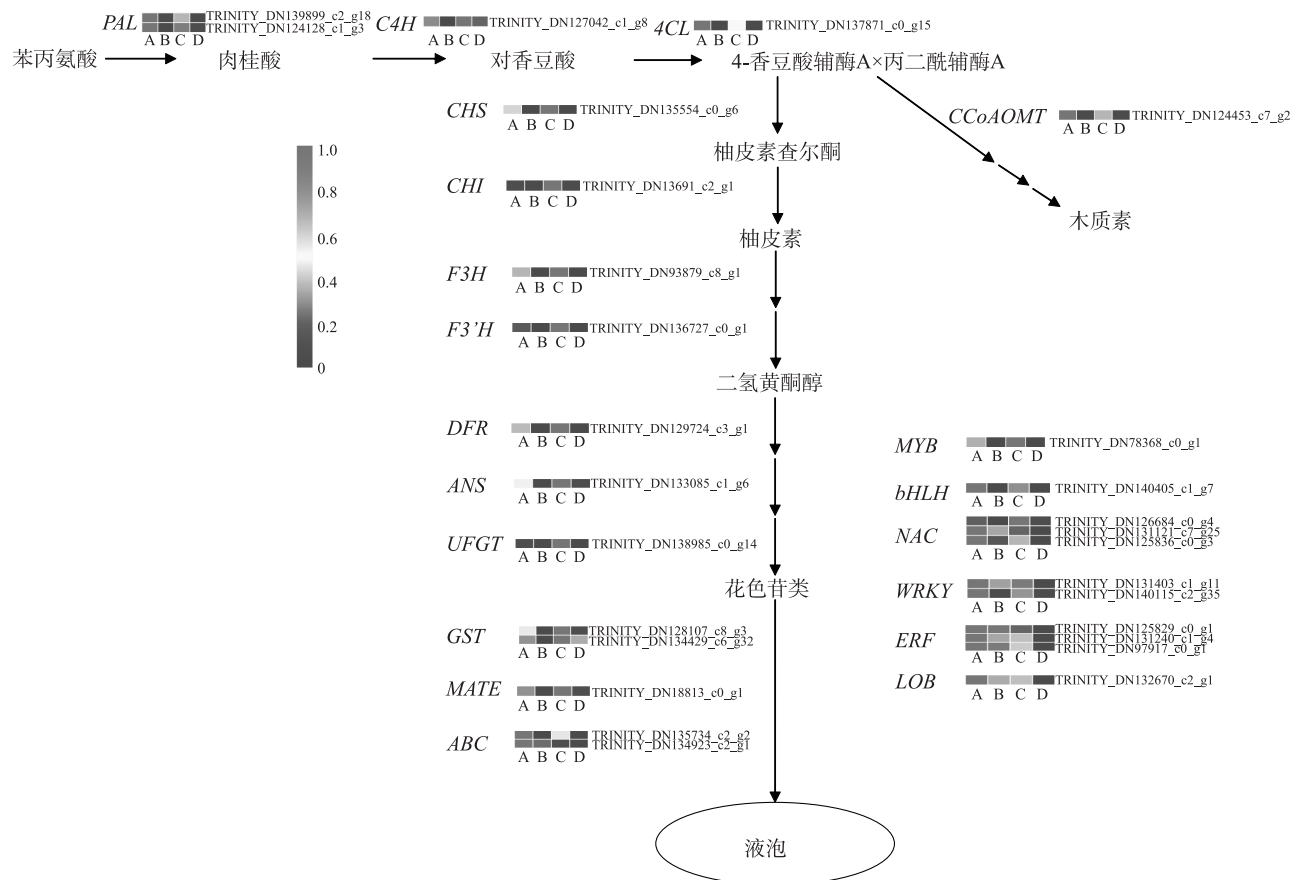 PAL TRINITY_DN139899_c2_g18
TRINITY_DN124128_c1_g3
A B C D
C4H TRINITY_DN127042_c1_g8
A B C D
4CL TRINITY_DN137871_c0_g15
A B C D
苯丙氨酸 肉桂酸 对香豆酸 4-香豆酸辅酶A×丙二酰辅酶A
CHS TRINITY_DN135554_c0_g6
A B C D
CCoAOMT TRINITY_DN124453_c7_g2
A B C D
柚皮素查尔酮
1.0
0.8
0.6
0.4
0.2
0
CHI TRINITY_DN13691_c2_g1
A B C D
木质素
柚皮素
F3H TRINITY_DN93879_c8_g1
A B C D
F3’H TRINITY_DN136727_c0_g1
A B C D
二氢黄酮醇
DFR TRINITY_DN129724_c3_g1
A B C D
ANS TRINITY_DN133085_c1_g6
A B C D
UFGT TRINITY_DN138985_c0_g14
A B C D
花色苷类
GST TRINITY_DN128107_c8_g3
TRINITY_DN134429_c6_g32
A B C D
MATE TRINITY_DN18813_c0_g1
A B C D
ABC TRINITY_DN135734_c2_g2
TRINITY_DN134923_c2_g1
A B C D
MYB TRINITY_DN78368_c0_g1
A B C D
bHLH TRINITY_DN140405_c1_g7
A B C D
NAC TRINITY_DN126684_c0_g4
TRINITY_DN131121_c7_g25
TRINITY_DN125836_c0_g3
A B C D
WRKY TRINITY_DN131403_c1_g11
TRINITY_DN140115_c2_g35
A B C D
ERF TRINITY_DN125829_c0_g1
TRINITY_DN131240_c1_g4
TRINITY_DN97917_c0_g1
A B C D
LOB TRINITY_DN132670_c2_g1
A B C D
液泡